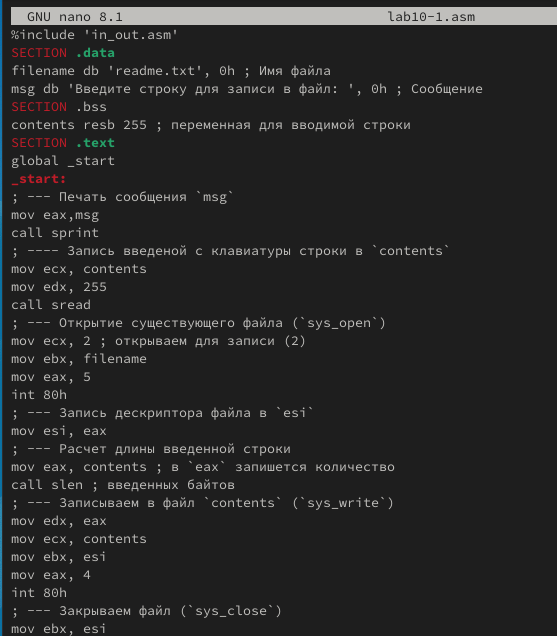 GNU nano 8.1 lab10-1.asm
%include 'in_out.asm'
SECTION .data
filename db 'readme.txt', 0h ; Имя файла
msg db 'Введите строку для записи в файл: ', 0h ; Сообщение
SECTION .bss
contents resb 255 ; переменная для вводимой строки
SECTION .text
global _start
_start:
; --- Печать сообщения `msg`
mov eax,msg
call sprint
; ---- Запись введеной с клавиатуры строки в `contents`
mov ecx, contents
mov edx, 255
call sread
; --- Открытие существующего файла (`sys_open`)
mov ecx, 2 ; открываем для записи (2)
mov ebx, filename
mov eax, 5
int 80h
; --- Запись дескриптора файла в `esi`
mov esi, eax
; --- Расчет длины введенной строки
mov eax, contents ; в `eax` запишется количество
call slen ; введенных байтов
; --- Записываем в файл `contents` (`sys_write`)
mov edx, eax
mov ecx, contents
mov ebx, esi
mov eax, 4
int 80h
; --- Закрываем файл (`sys_close`)
mov ebx, esi